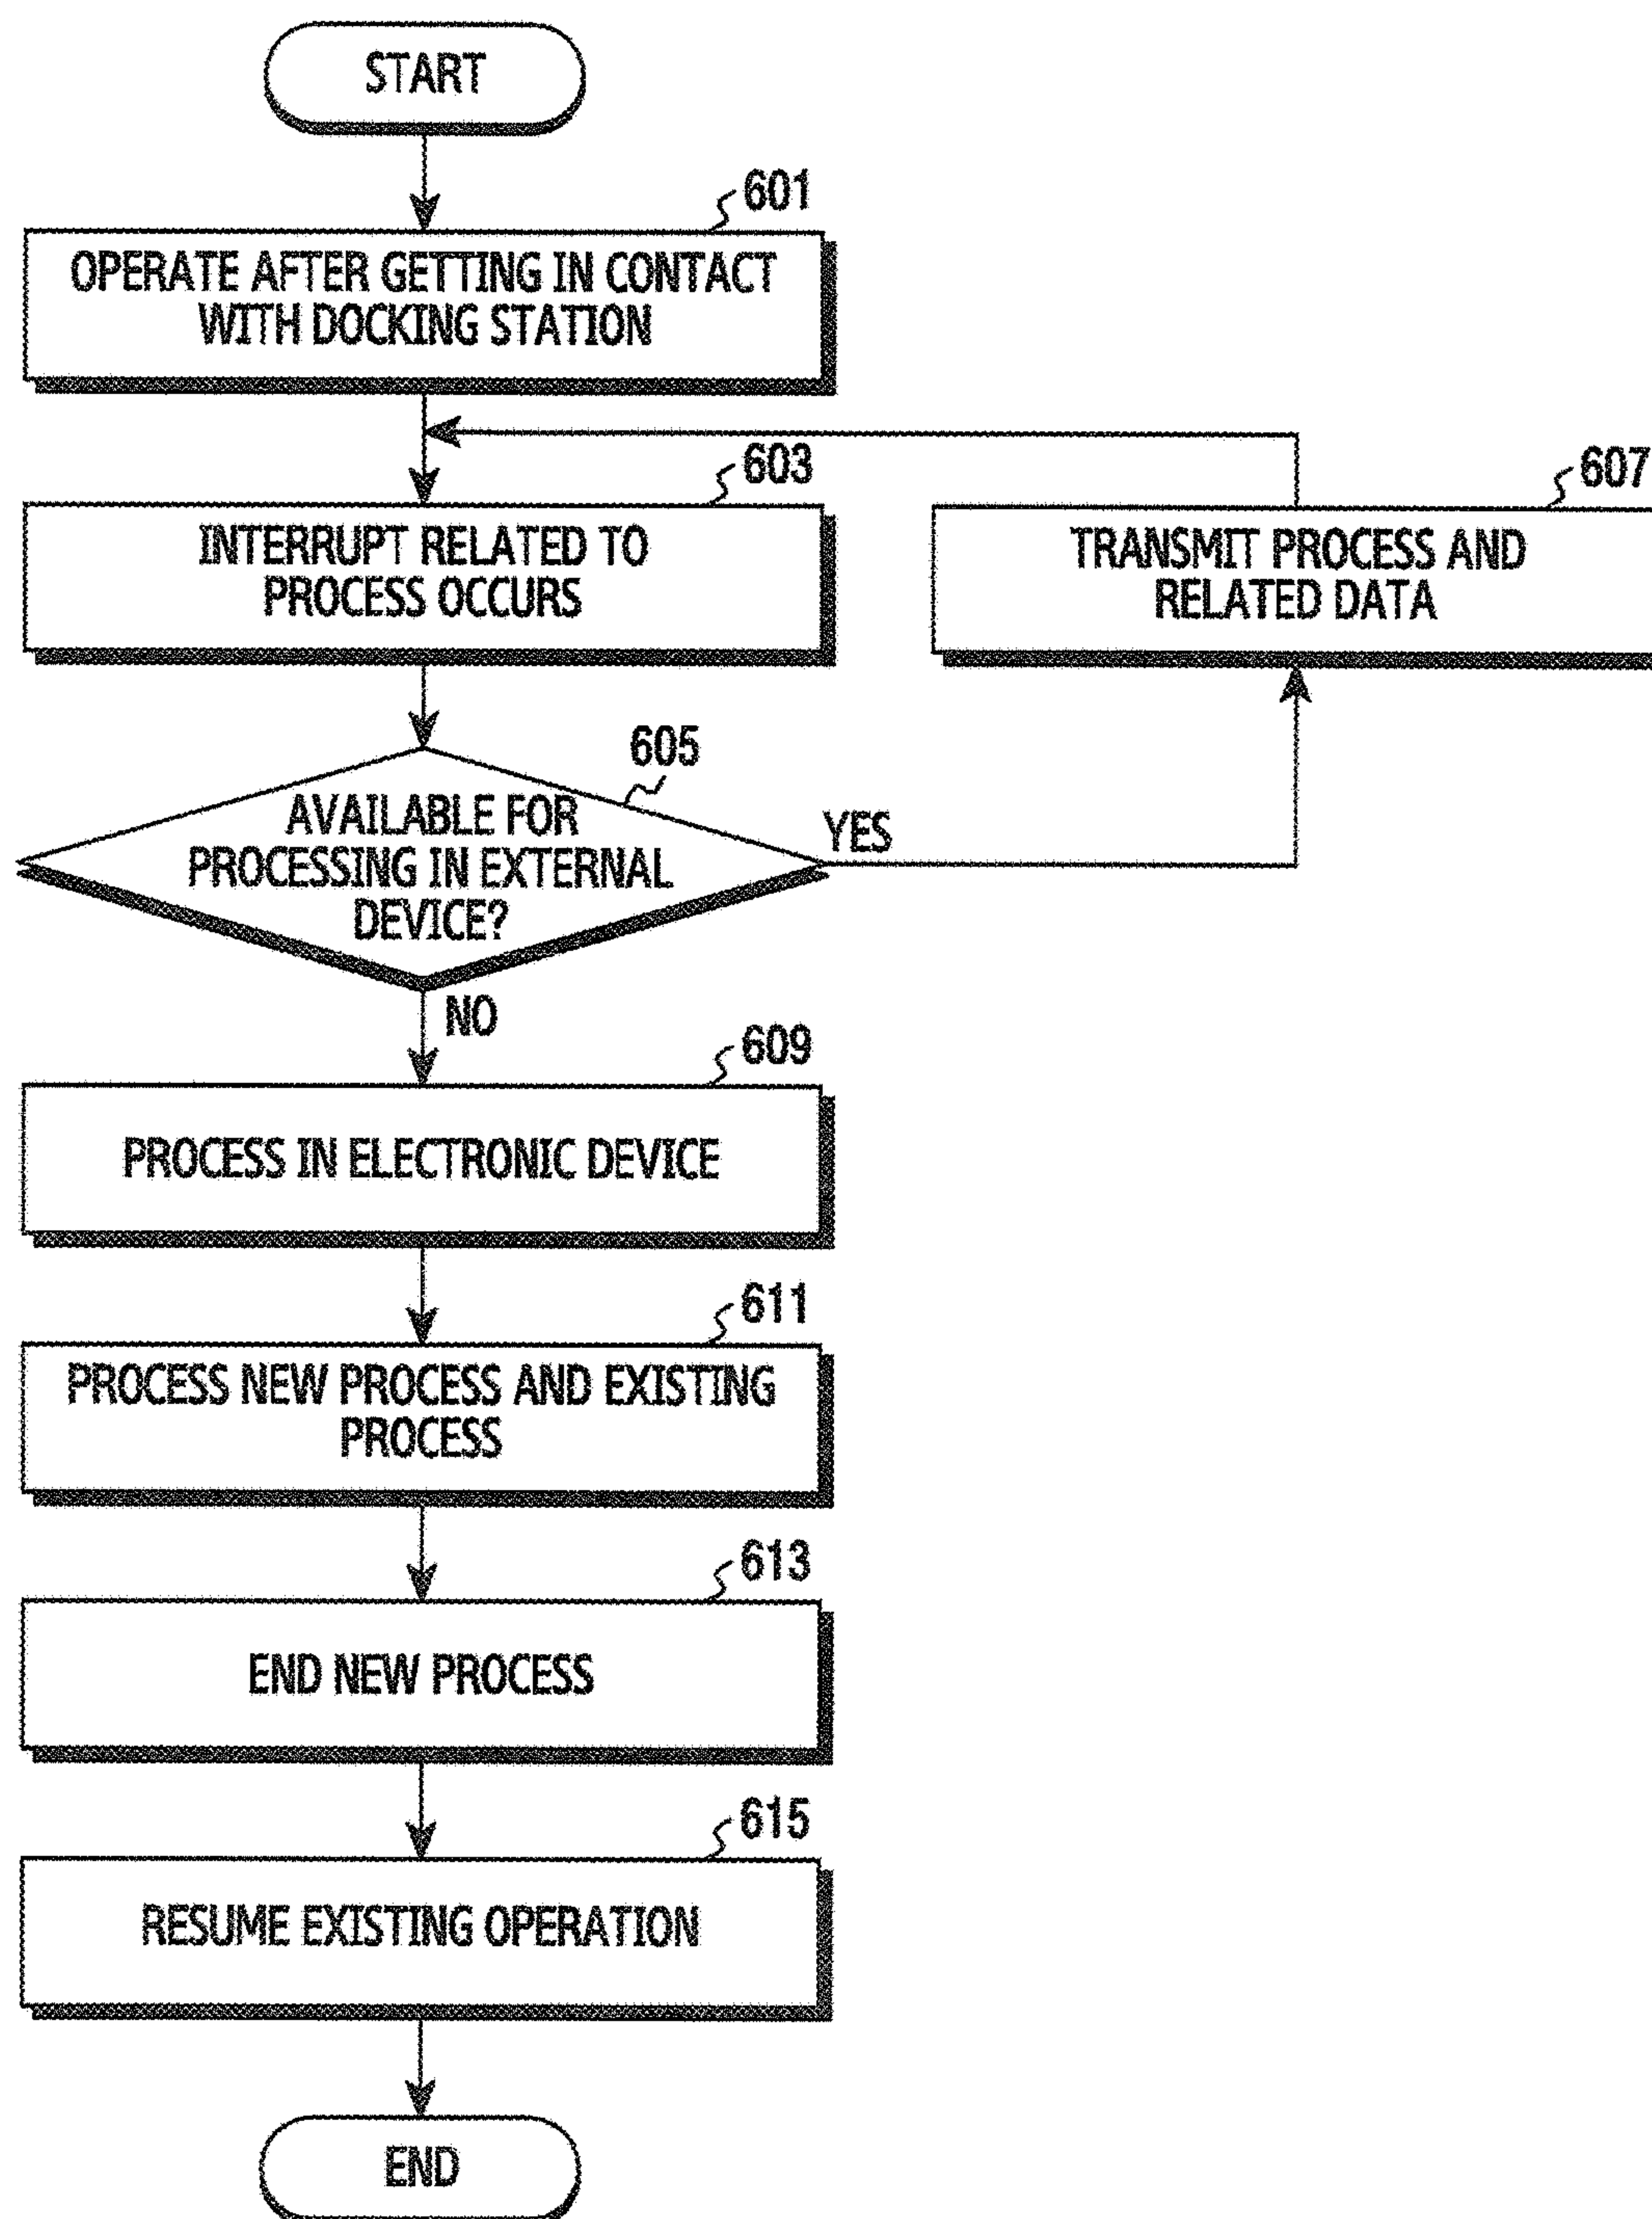 START
601
OPERATE AFTER GETTING IN CONTACT
WITH DOCKING STATION
603
INTERRUPT RELATED TO
PROCESS OCCURS
607
TRANSMIT PROCESS AND
RELATED DATA
605
AVAILABLE FOR
PROCESSING IN EXTERNAL
DEVICE?
YES
NO
609
PROCESS IN ELECTRONIC DEVICE
611
PROCESS NEW PROCESS AND EXISTING
PROCESS
613
END NEW PROCESS
615
RESUME EXISTING OPERATION
END